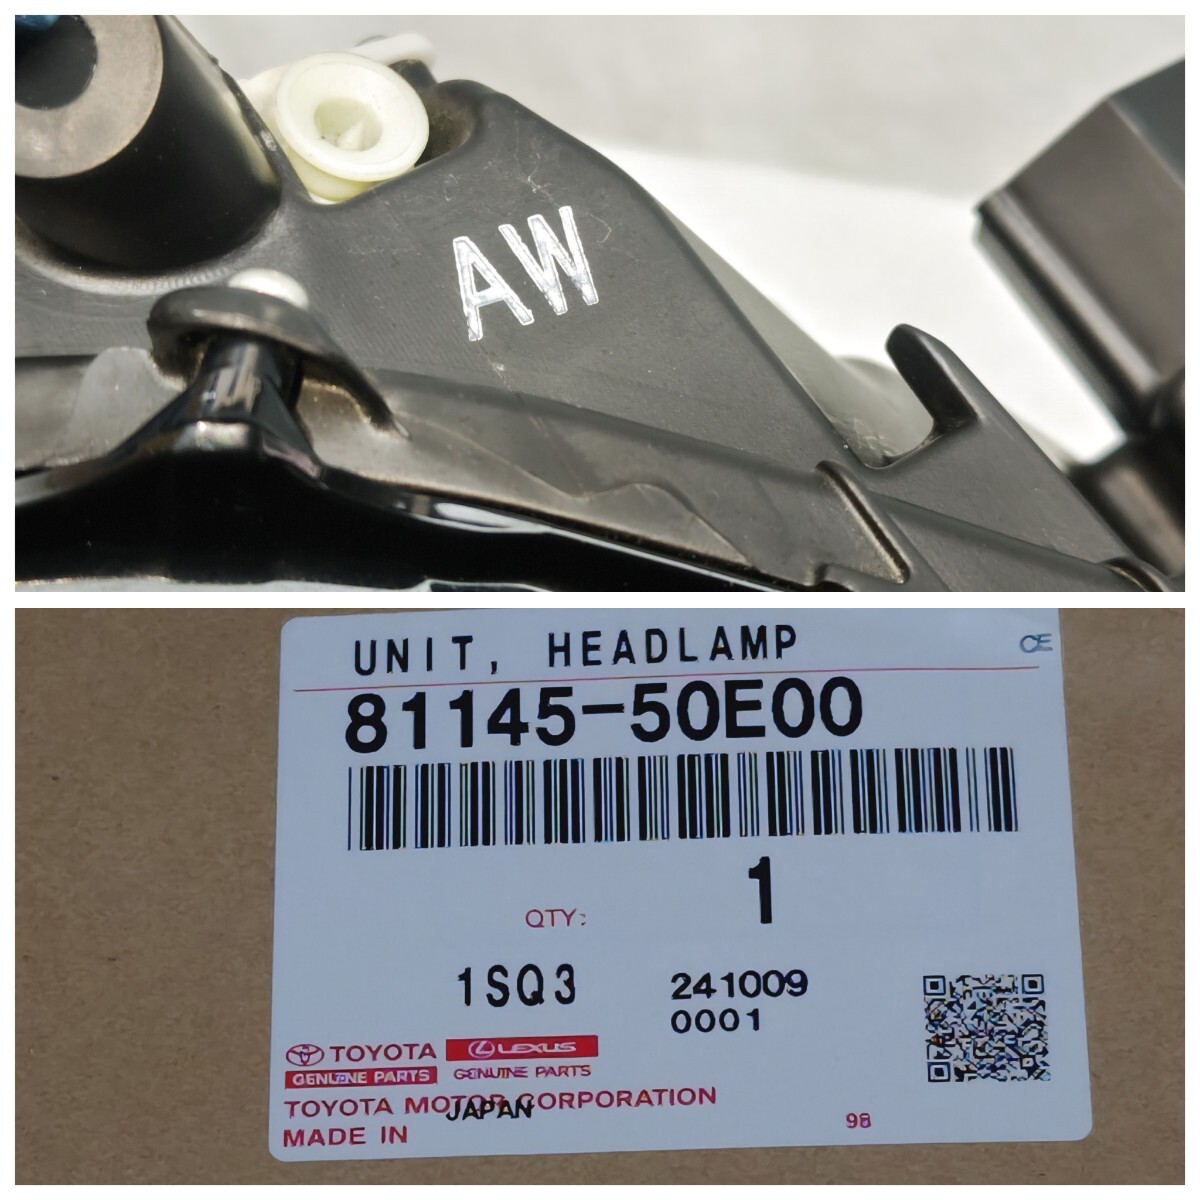 AW
UNIT, HEADLAMP
CE
81145-50E00
QTY: 1
1SQ3 241009
0001
TOYOTA LEXUS
GENUINE PARTS GENUINE PARTS
TOYOTA MOTOR CORPORATION
MADE IN JAPAN
98